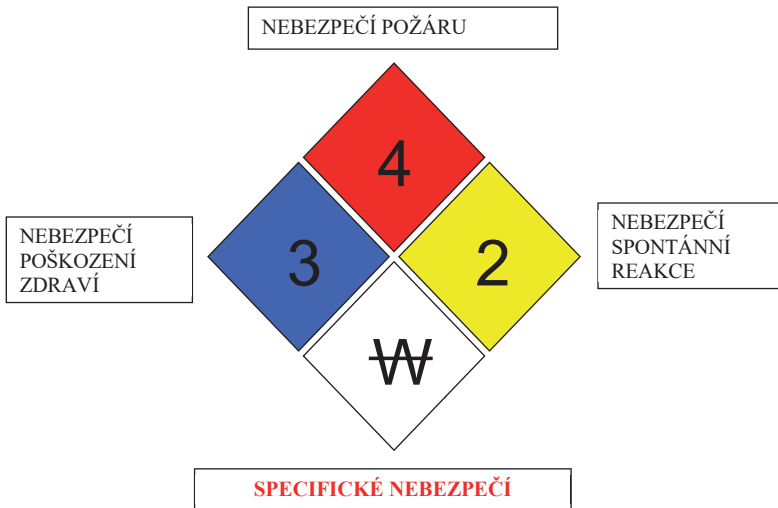 NEBEZPEČÍ POŽÁRU
4
NEBEZPEČÍ
POŠKOZENÍ
ZDRAVÍ
3
2
NEBEZPEČÍ
SPONTÁNNÍ
REAKCE
W
SPECIFICKÉ NEBEZPEČÍ